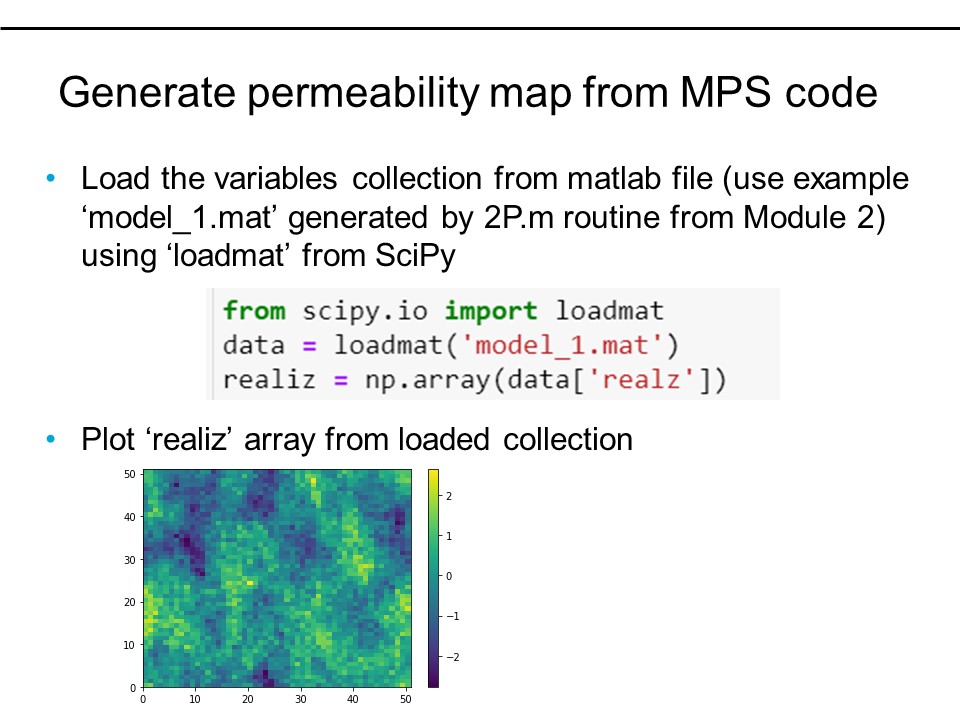 Generate permeability map from MPS code
• Load the variables collection from matlab file (use example
‘model_1.mat’ generated by 2P.m routine from Module 2)
using ‘loadmat’ from SciPy
from scipy.io import loadmat
data = loadmat('model_1.mat')
realiz = np.array(data['realz'])
• Plot ‘realiz’ array from loaded collection
50
40
30
20
10
0
0 10 20 30 40 50
2
1
0
−1
−2